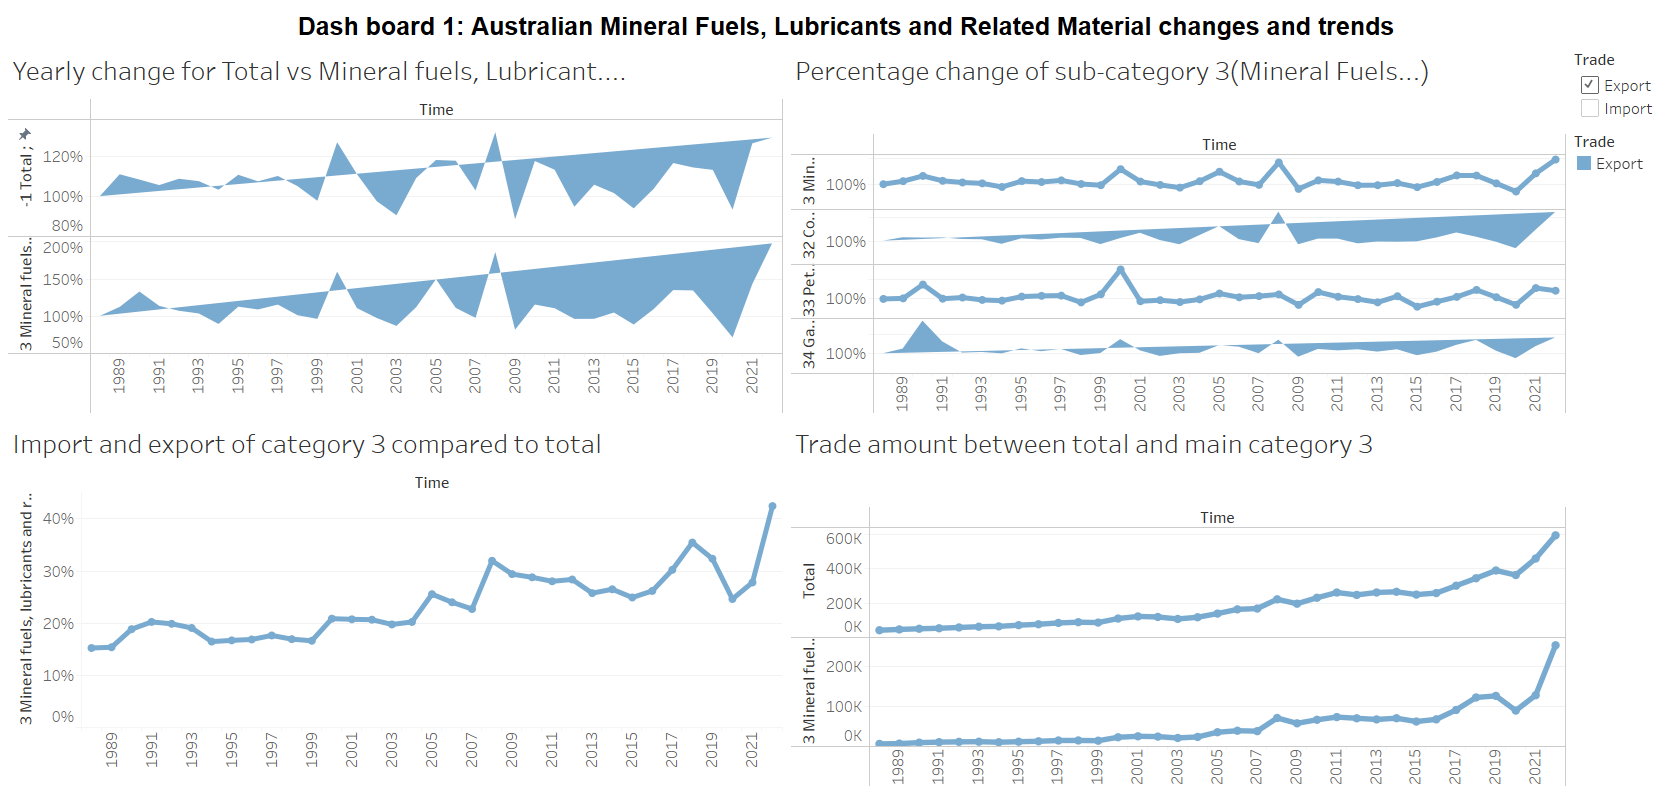 Dash board 1: Australian Mineral Fuels, Lubricants and Related Material changes and trends
Yearly change for Total vs Mineral fuels, Lubricant....
Time
-1 Total ;
120%
100%
80%
3 Mineral fuels..
200%
150%
100%
50%
1989 1991 1993 1995 1997 1999 2001 2003 2005 2007 2009 2011 2013 2015 2017 2019 2021
Percentage change of sub-category 3(Mineral Fuels...)
Time
3 Min..
100%
32 Co..
100%
33 Pet..
100%
34 Ga..
100%
1989 1991 1993 1995 1997 1999 2001 2003 2005 2007 2009 2011 2013 2015 2017 2019 2021
Trade
Export
Import
Trade
Export
Import and export of category 3 compared to total
Time
3 Mineral fuels, lubricants and r..
40%
30%
20%
10%
0%
1989 1991 1993 1995 1997 1999 2001 2003 2005 2007 2009 2011 2013 2015 2017 2019 2021
Trade amount between total and main category 3
Time
Total
600K
400K
200K
0K
3 Mineral fuel..
200K
100K
0K
1989 1991 1993 1995 1997 1999 2001 2003 2005 2007 2009 2011 2013 2015 2017 2019 2021